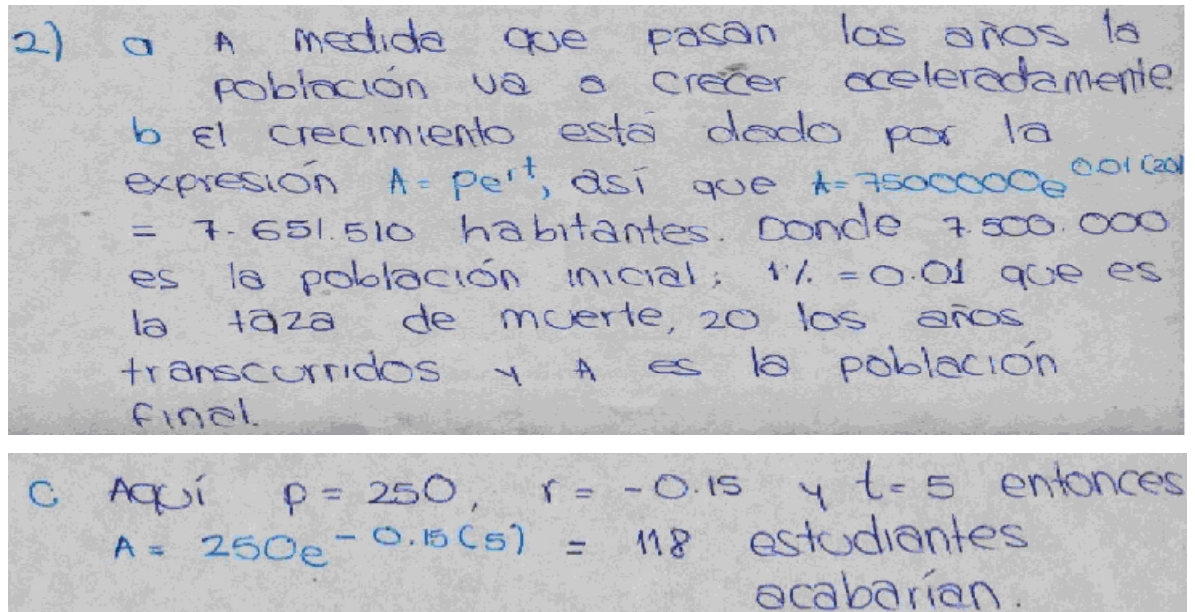 2) a A medida que pasan los años la
población va a crecer aceleradamente
b El crecimiento está dado por la
expresión A = Pe^rt, así que A = 7500000e^0.01(20)
= 7.651.510 habitantes. Donde 7.500.000
es la población inicial; 1% = 0.01 que es
la taza de muerte, 20 los años
transcurridos y A es la población
final.
c Aquí p = 250, r = -0.15 y t = 5 entonces
A = 250e^-0.15(5) = 118 estudiantes
acabarían.